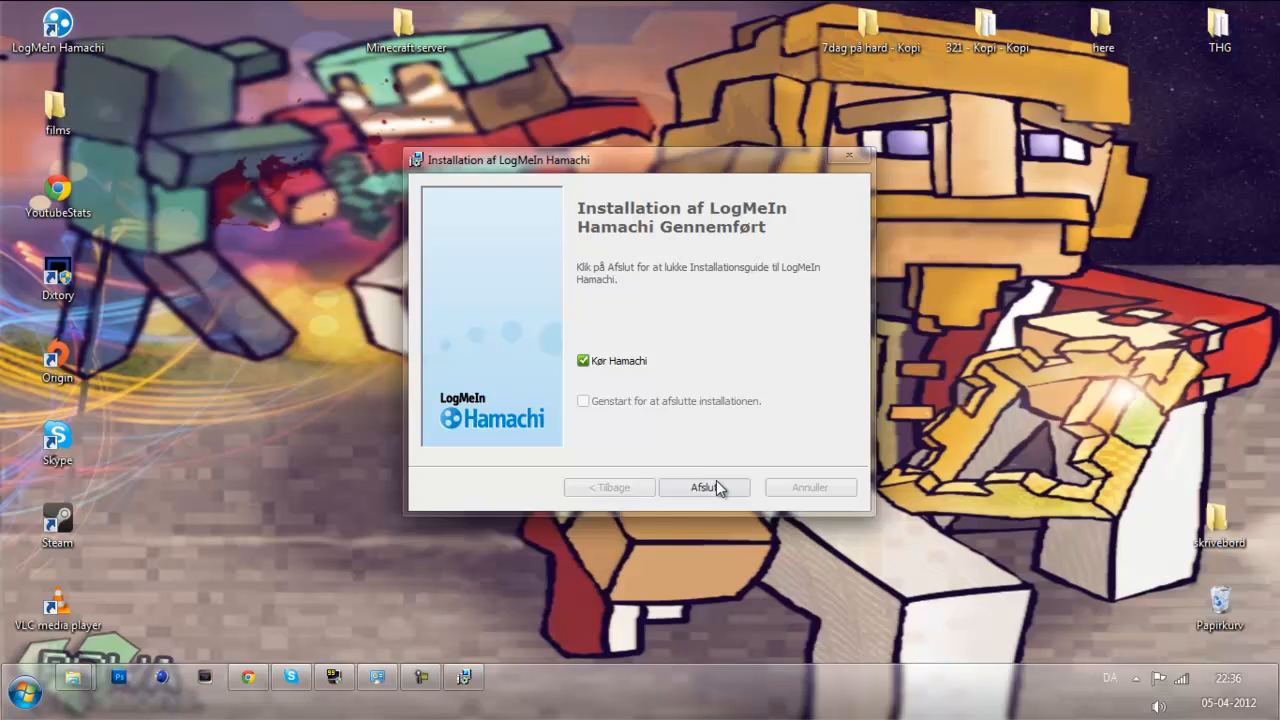 LogMeIn Hamachi
Minecraft server
7dag på hard - Kopi
321 - Kopi - Kopi
here
THG
films
YoutubeStats
Dxtory
Origin
Skype
Steam
VLC media player
skrivebord
Papirkurv
Installation af LogMeIn Hamachi
Installation af LogMeIn
Hamachi Gennemført
Klik på Afslut for at lukke Installationsguide til LogMeIn
Hamachi.
Kør Hamachi
Genstart for at afslutte installationen.
LogMeIn
Hamachi
< Tilbage
Afslut
Annuller
Ps
99
DA
22:36
05-04-2012